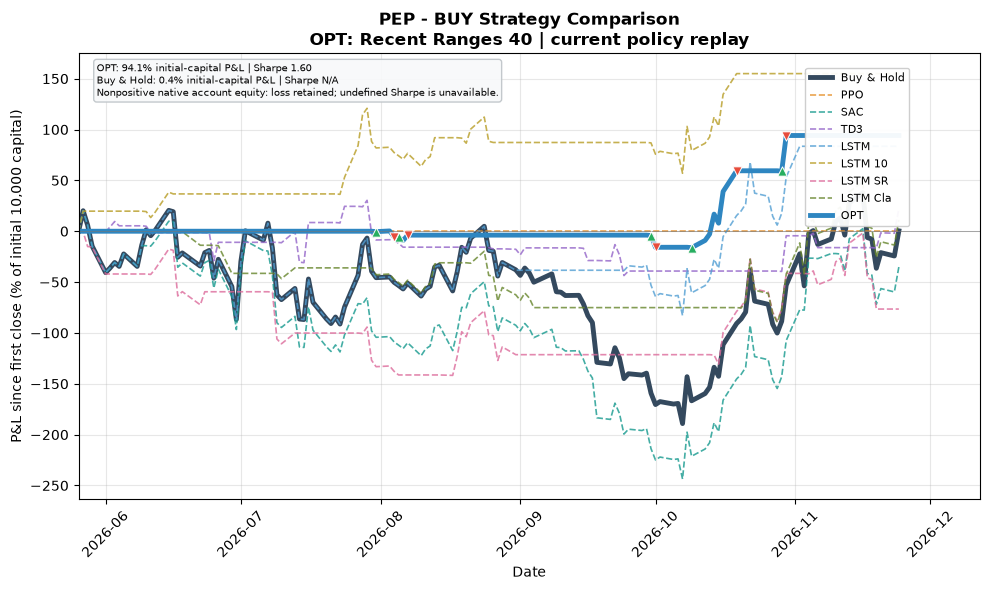 PEP - BUY Strategy Comparison
OPT: Recent Ranges 40 | current policy replay
OPT: 94.1% initial-capital P&L | Sharpe 1.60
Buy & Hold: 0.4% initial-capital P&L | Sharpe N/A
Nonpositive native account equity: loss retained; undefined Sharpe is unavailable.
Buy & Hold
PPO
SAC
TD3
LSTM
LSTM 10
LSTM SR
LSTM Cla
OPT
P&L since first close (% of initial 10,000 capital)
150
100
50
0
−50
−100
−150
−200
−250
2026-06
2026-07
2026-08
2026-09
2026-10
2026-11
2026-12
Date